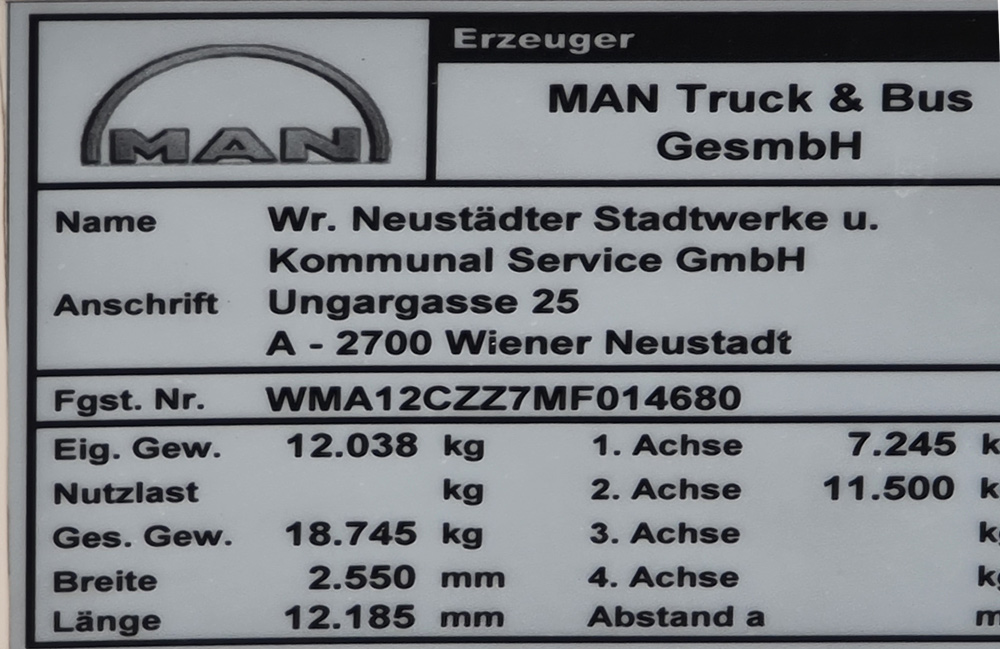 MAN
Erzeuger
MAN Truck & Bus
GesmbH
Name Wr. Neustädter Stadtwerke u.
Kommunal Service GmbH
Anschrift Ungargasse 25
A - 2700 Wiener Neustadt
Fgst. Nr. WMA12CZZ7MF014680
Eig. Gew. 12.038 kg 1. Achse 7.245 k
Nutzlast kg 2. Achse 11.500 k
Ges. Gew. 18.745 kg 3. Achse kg
Breite 2.550 mm 4. Achse kg
Länge 12.185 mm Abstand a m